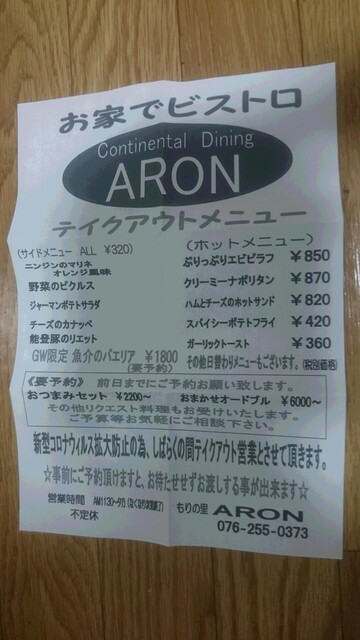 お家でビストロ
Continental Dining
ARON
テイクアウトメニュー
(サイドメニュー ALL ¥320)
ニンジンのマリネ
オレンジ風味
野菜のピクルス
ジャーマンポテトサラダ
チーズのカナッペ
能登豚のリエット
GW限定 魚介のパエリア ¥1800
(要予約)
(ホットメニュー)
ぷりっぷりエビピラフ ¥850
クリーミーナポリタン ¥870
ハムとチーズのホットサンド ¥820
スパイシーポテトフライ ¥420
ガーリックトースト ¥360
その他日替わりメニューもございます。(税別価格)
《要予約》 前日までにご予約お願い致します。
おつまみセット ¥2200~ おまかせオードブル ¥6000~
その他リクエスト料理もお受けいたします。
ご予算等お気軽にご相談下さい。
新型コロナウィルス拡大防止の為、しばらくの間テイクアウト営業とさせて頂きます。
☆事前にご予約頂けますと、お待たせせずお渡しする事が出来ます☆
営業時間 AM11:30~夕方(なくなり次第終了)
不定休
もりの里 ARON
076-255-0373